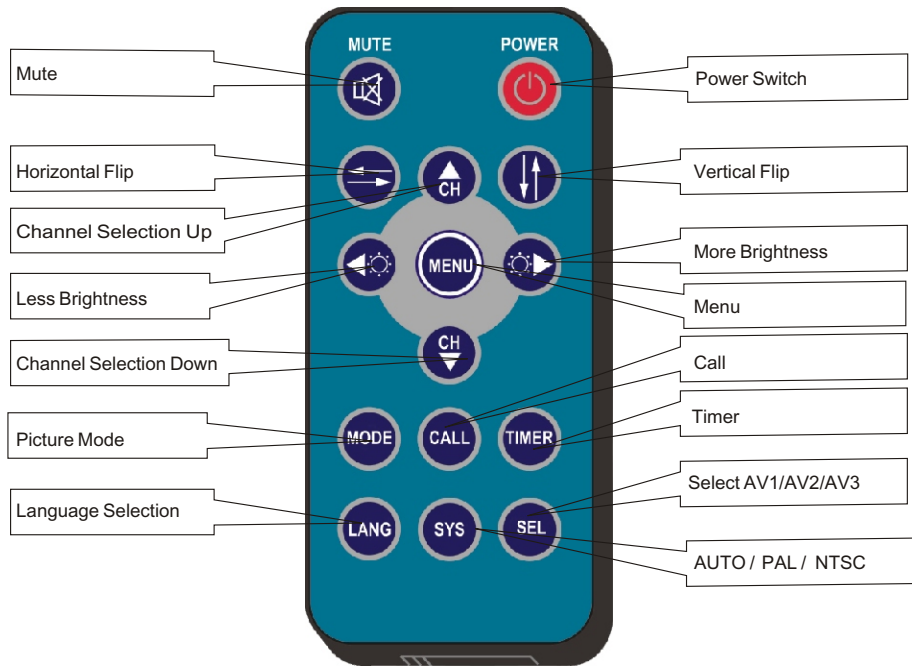 MUTE
POWER
Mute
Power Switch
Horizontal Flip
Vertical Flip
CH
Channel Selection Up
More Brightness
MENU
Less Brightness
Menu
CH
Channel Selection Down
Call
Timer
Picture Mode
MODE
CALL
TIMER
Select AV1/AV2/AV3
Language Selection
LANG
SYS
SEL
AUTO / PAL / NTSC